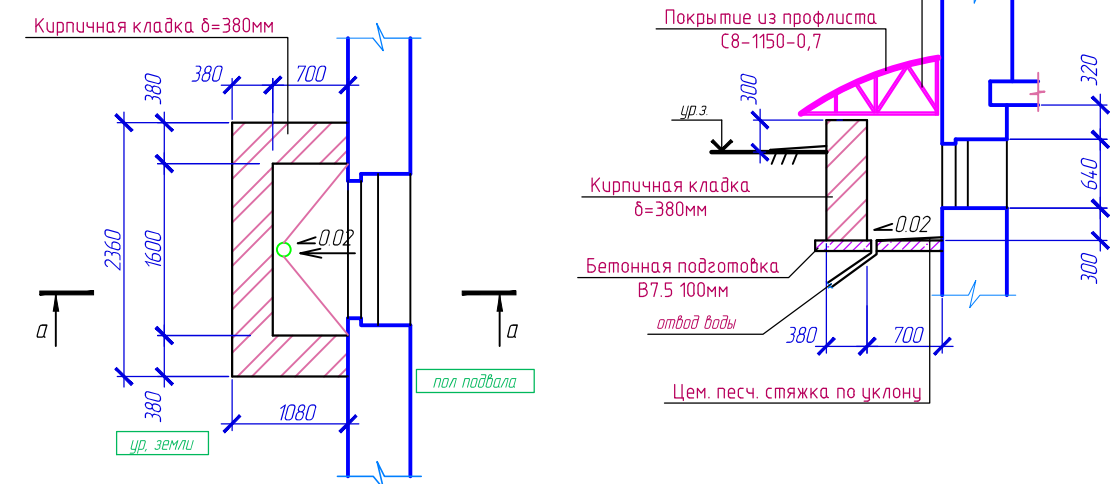 Кирпичная кладка δ=380мм
380
700
380
2360
1600
380
1080
0.02
а
а
ур, земли
пол подвала
Покрытие из профлиста
С8-1150-0,7
ур.з.
300
320
640
300
Кирпичная кладка
δ=380мм
0.02
Бетонная подготовка
В7.5 100мм
отвод воды
380
700
Цем. песч. стяжка по уклону